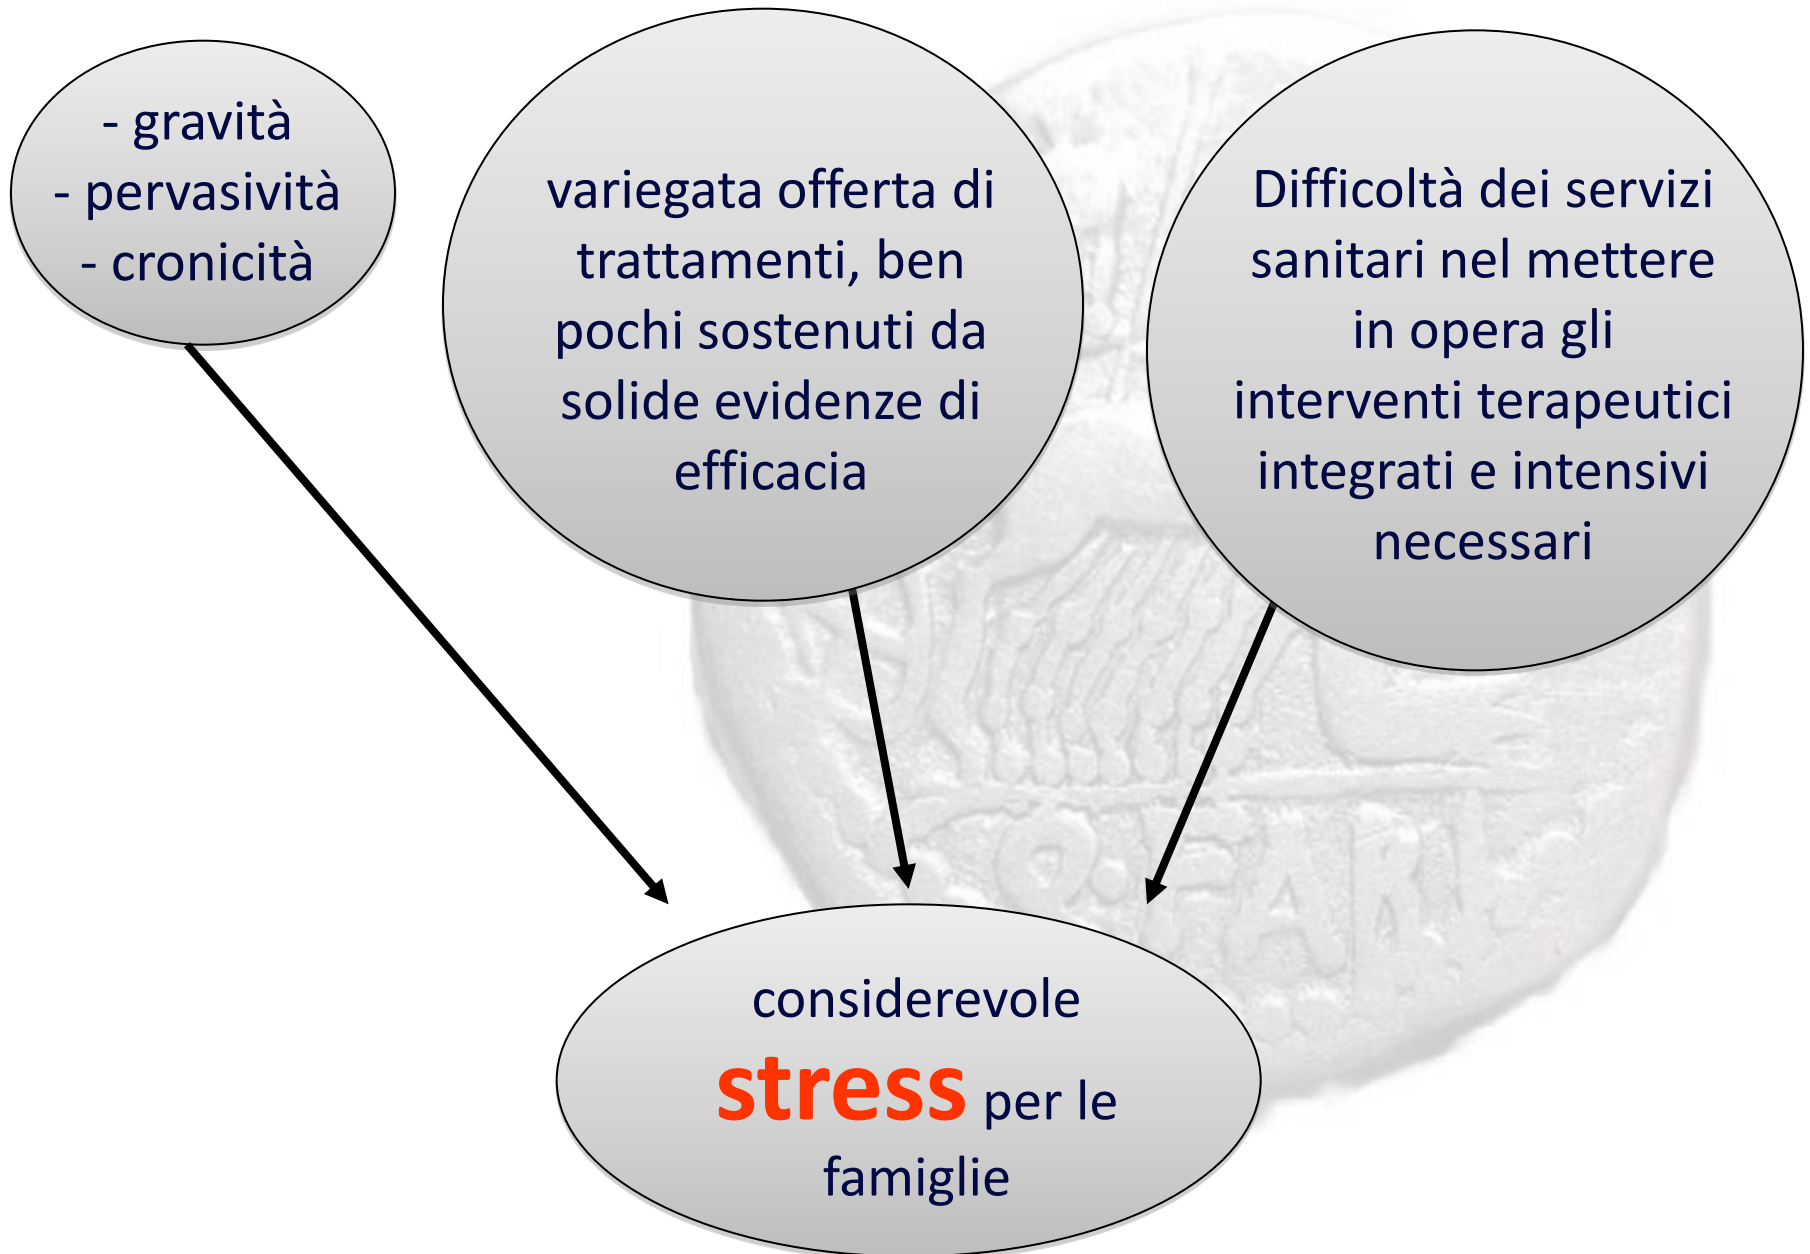 - gravità
- pervasività
- cronicità
variegata offerta di
trattamenti, ben
pochi sostenuti da
solide evidenze di
efficacia
Difficoltà dei servizi
sanitari nel mettere
in opera gli
interventi terapeutici
integrati e intensivi
necessari
considerevole
stress per le
famiglie